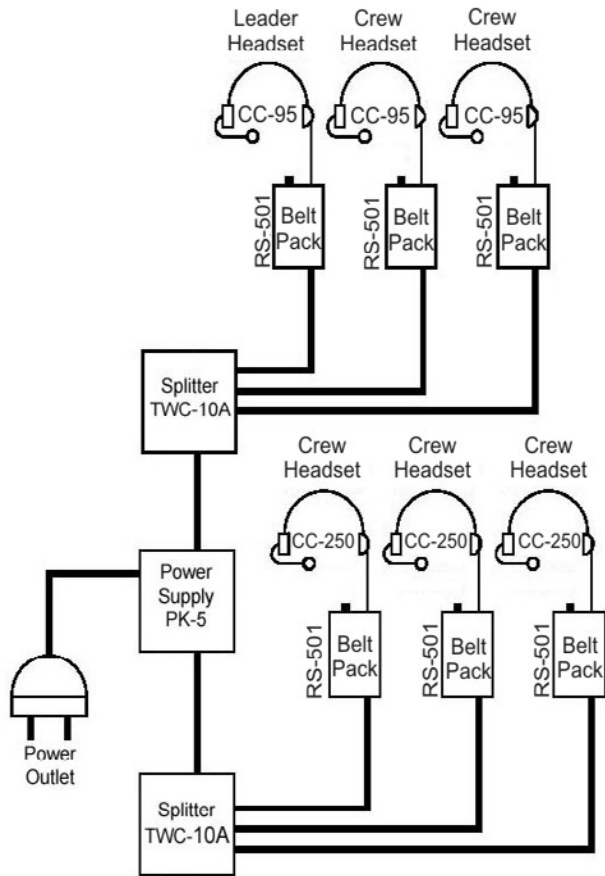 Leader
Headset
Crew
Headset
Crew
Headset
CC-95
CC-95
CC-95
RS-501
Belt
Pack
RS-501
Belt
Pack
RS-501
Belt
Pack
Splitter
TWC-10A
Crew
Headset
Crew
Headset
Crew
Headset
CC-250
CC-250
CC-250
Power
Supply
PK-5
RS-501
Belt
Pack
RS-501
Belt
Pack
RS-501
Belt
Pack
Power
Outlet
Splitter
TWC-10A